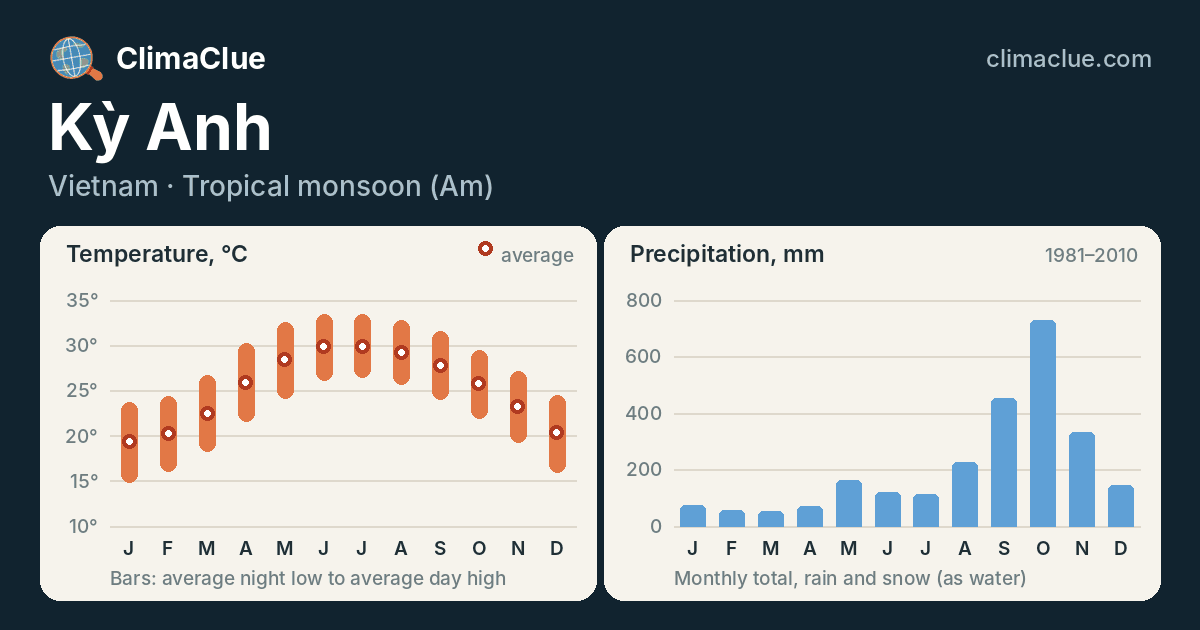 ClimaClue
climaclue.com
Kỳ Anh
Vietnam · Tropical monsoon (Am)
Temperature, °C
average
35°
30°
25°
20°
15°
10°
J F M A M J J A S O N D
Bars: average night low to average day high
Precipitation, mm
1981–2010
800
600
400
200
0
J F M A M J J A S O N D
Monthly total, rain and snow (as water)